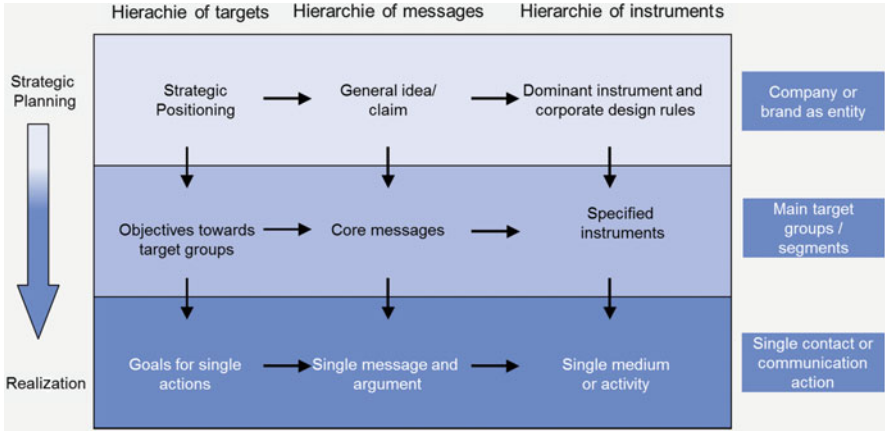 Hierachie of targets
Hierarchie of messages
Hierarchie of instruments
Strategic
Planning
Strategic
Positioning
General idea/
claim
Dominant instrument and
corporate design rules
Company or
brand as entity
Objectives towards
target groups
Core messages
Specified
instruments
Main target
groups /
segments
Realization
Goals for single
actions
Single message and
argument
Single medium
or activity
Single contact or
communication
action